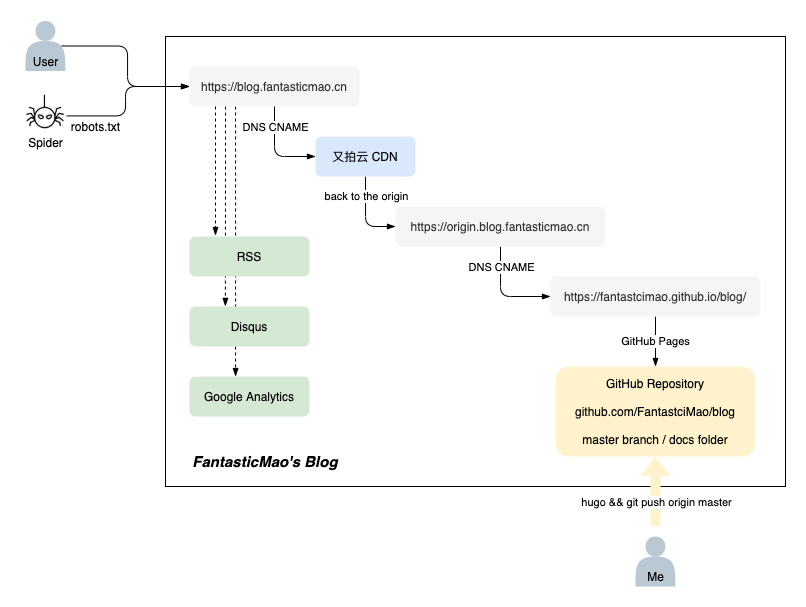 User
https://blog.fantasticmao.cn
robots.txt
Spider
DNS CNAME
又拍云 CDN
back to the origin
https://origin.blog.fantasticmao.cn
RSS
DNS CNAME
https://fantastcimao.github.io/blog/
Disqus
GitHub Pages
Google Analytics
GitHub Repository
github.com/FantastciMao/blog
master branch / docs folder
FantasticMao's Blog
hugo && git push origin master
Me